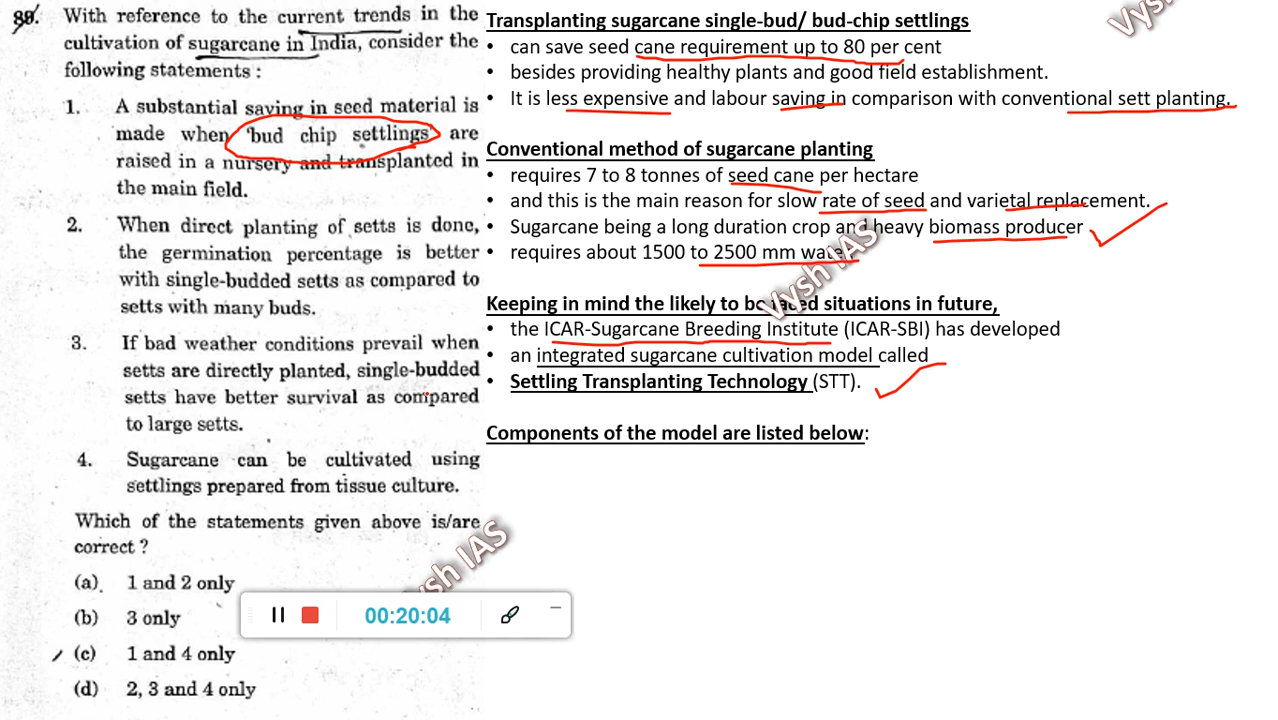 80. With reference to the current trends in the
cultivation of sugarcane in India, consider the
following statements :
1. A substantial saving in seed material is
made when 'bud chip settlings' are
raised in a nursery and transplanted in
the main field.
2. When direct planting of setts is done,
the germination percentage is better
with single-budded setts as compared to
setts with many buds.
3. If bad weather conditions prevail when
setts are directly planted, single-budded
setts have better survival as compared
to large setts.
4. Sugarcane can be cultivated using
settlings prepared from tissue culture.
Which of the statements given above is/are
correct ?
(a) 1 and 2 only
(b) 3 only
(c) 1 and 4 only
(d) 2, 3 and 4 only
Transplanting sugarcane single-bud/ bud-chip settlings
• can save seed cane requirement up to 80 per cent
• besides providing healthy plants and good field establishment.
• It is less expensive and labour saving in comparison with conventional sett planting.
Conventional method of sugarcane planting
• requires 7 to 8 tonnes of seed cane per hectare
• and this is the main reason for slow rate of seed and varietal replacement.
• Sugarcane being a long duration crop and heavy biomass producer
• requires about 1500 to 2500 mm water
Keeping in mind the likely to be faced situations in future,
• the ICAR-Sugarcane Breeding Institute (ICAR-SBI) has developed
• an integrated sugarcane cultivation model called
• Settling Transplanting Technology (STT).
Components of the model are listed below:
Vysh IAS
Vysh IAS
00:20:04